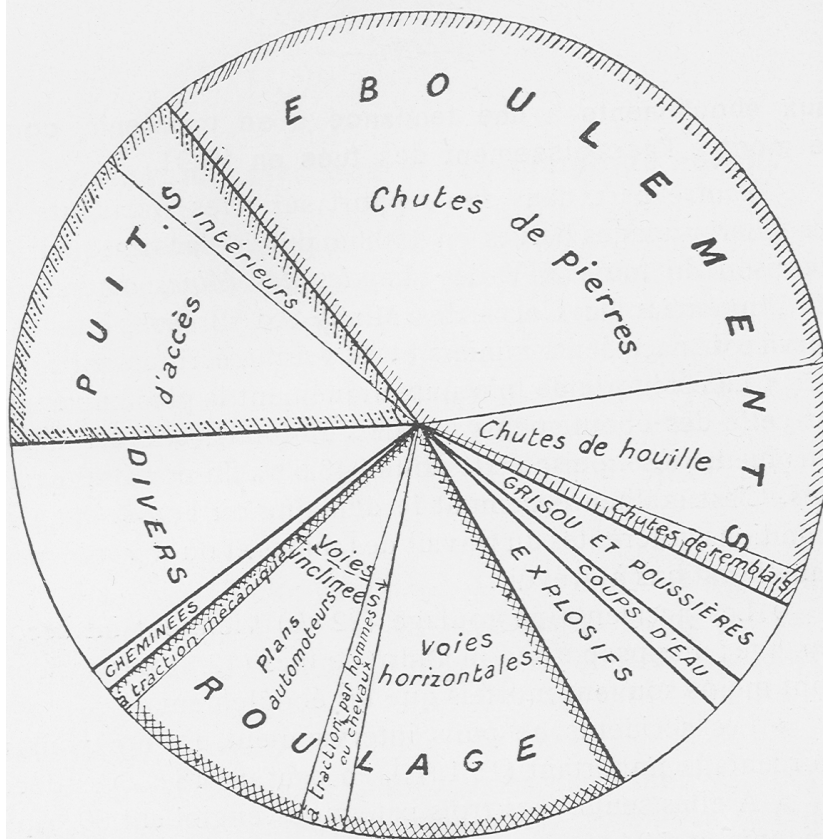 EBOULEMENTS
Chutes de pierres
Chutes de houille
Chutes de remblais
GRISOU ET POUSSIÈRES
COUPS D'EAU
EXPLOSIFS
ROULAGE
voies horizontales
à traction par hommes
ou chevaux
Voies
inclinées
Plans
automoteurs
à traction mécanique
CHEMINÉES
DIVERS
PUITS
d'accès
intérieurs